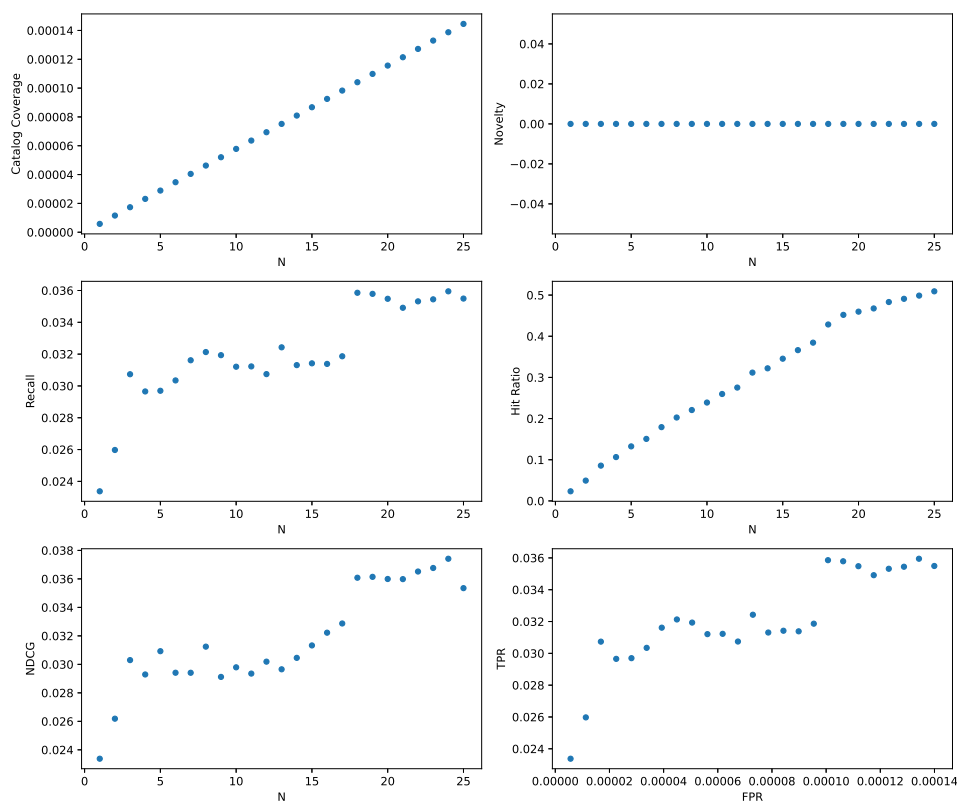 Catalog Coverage
0.00014
0.00012
0.00010
0.00008
0.00006
0.00004
0.00002
0.00000
0 5 10 15 20 25
N
Novelty
0.04
0.02
0.00
−0.02
−0.04
0 5 10 15 20 25
N
Recall
0.036
0.034
0.032
0.030
0.028
0.026
0.024
0 5 10 15 20 25
N
Hit Ratio
0.5
0.4
0.3
0.2
0.1
0.0
0 5 10 15 20 25
N
NDCG
0.038
0.036
0.034
0.032
0.030
0.028
0.026
0.024
0 5 10 15 20 25
N
TPR
0.036
0.034
0.032
0.030
0.028
0.026
0.024
0.00000 0.00002 0.00004 0.00006 0.00008 0.00010 0.00012 0.00014
FPR